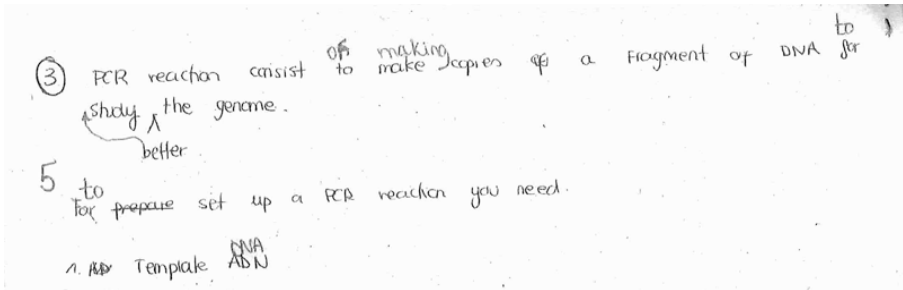 to
of making
③ PCR reaction consist to make copies of a Fragment of DNA for
study the genome.
better
5 to
For prepare set up a PCR reaction you need.
DNA
1. Template ADN